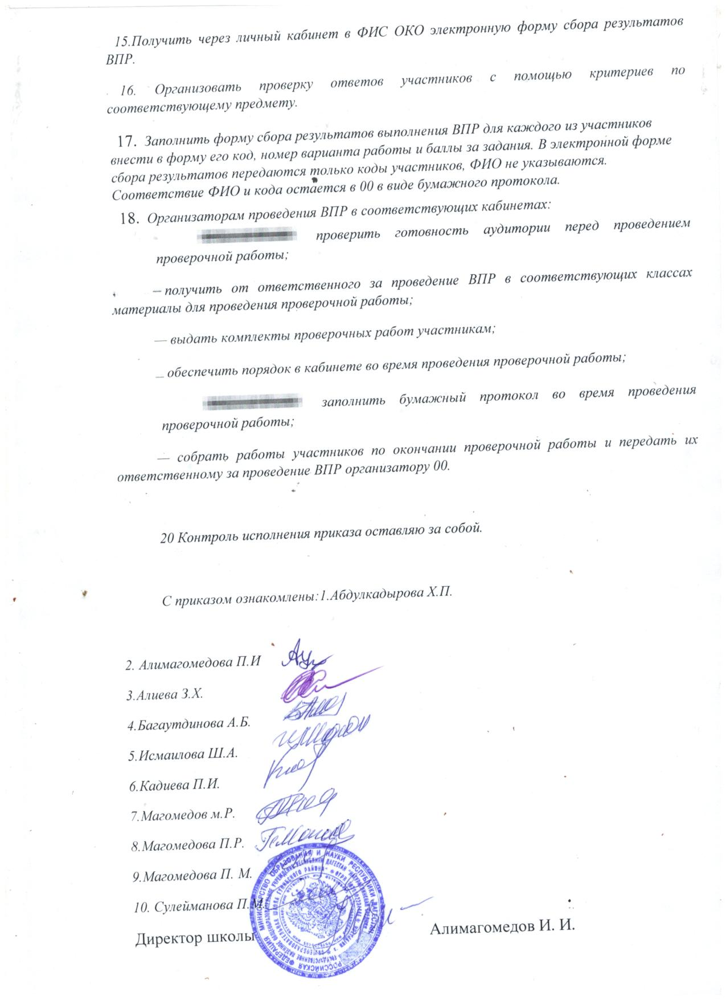 15.Получить через личный кабинет в ФИС ОКО электронную форму сбора результатов
ВПР.
16. Организовать проверку ответов участников с помощью критериев по
соответствующему предмету.
17. Заполнить форму сбора результатов выполнения ВПР для каждого из участников
внести в форму его код, номер варианта работы и баллы за задания. В электронной форме
сбора результатов передаются только коды участников, ФИО не указываются.
Соответствие ФИО и кода остается в 00 в виде бумажного протокола.
18. Организаторам проведения ВПР в соответствующих кабинетах:
проверить готовность аудитории перед проведением
проверочной работы;
— получить от ответственного за проведение ВПР в соответствующих классах
материалы для проведения проверочной работы;
— выдать комплекты проверочных работ участникам;
_ обеспечить порядок в кабинете во время проведения проверочной работы;
заполнить бумажный протокол во время проведения
проверочной работы;
— собрать работы участников по окончании проверочной работы и передать их
ответственному за проведение ВПР организатору 00.
20 Контроль исполнения приказа оставляю за собой.
С приказом ознакомлены:1.Абдулкадырова Х.П.
2. Алимагомедова П.И
3.Алиева З.Х.
4.Багаутдинова А.Б.
5.Исмаилова Ш.А.
6.Кадиева П.И.
7.Магомедов м.Р.
8.Магомедова П.Р.
9.Магомедова П. М.
10. Сулейманова П.М.
Директор школы Алимагомедов И. И.
РОССИЙСКАЯ ФЕДЕРАЦИЯ МИНИСТЕРСТВО ОБРАЗОВАНИЯ И НАУКИ РЕСПУБЛИКИ ДАГЕСТАН